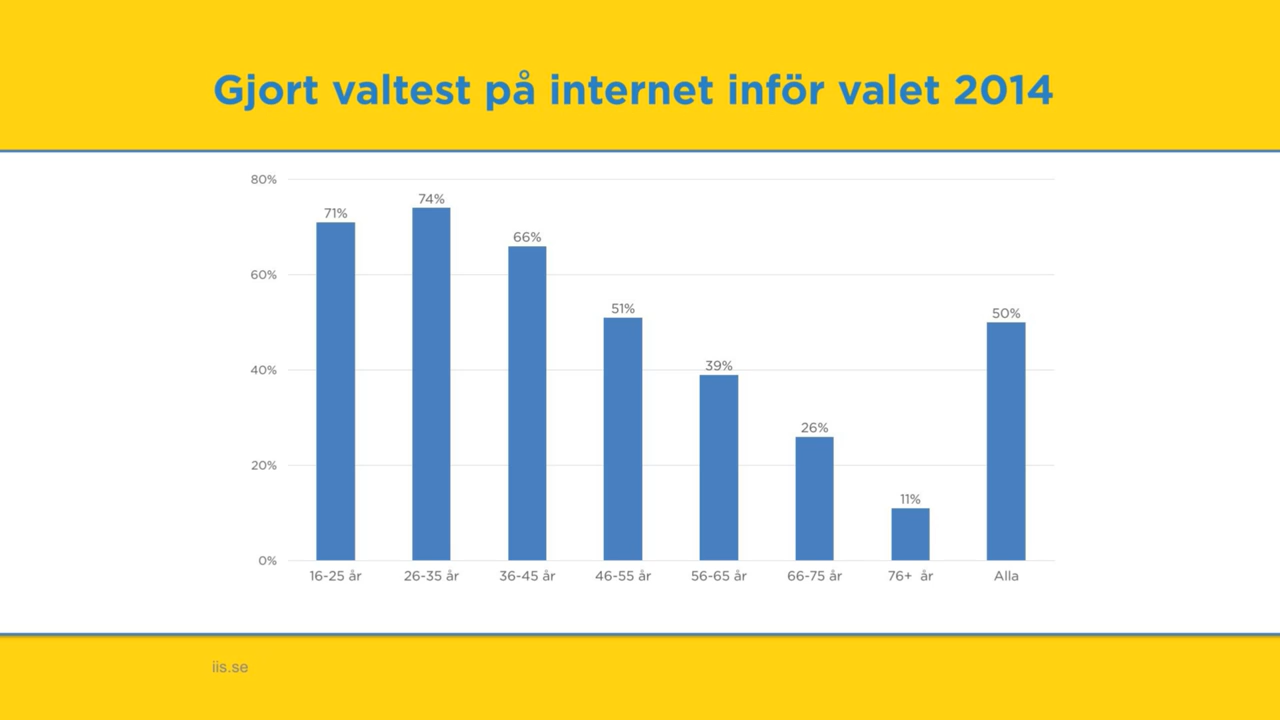 Gjort valtest på internet inför valet 2014
80%
60%
40%
20%
0%
71%
74%
66%
51%
39%
26%
11%
50%
16-25 år
26-35 år
36-45 år
46-55 år
56-65 år
66-75 år
76+ år
Alla
iis.se